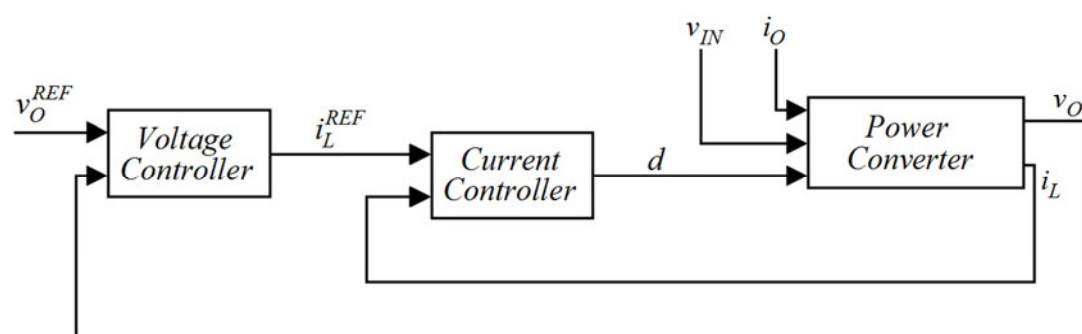 v_IN
i_O
v_O^REF
Voltage
Controller
i_L^REF
Current
Controller
d
Power
Converter
v_O
i_L